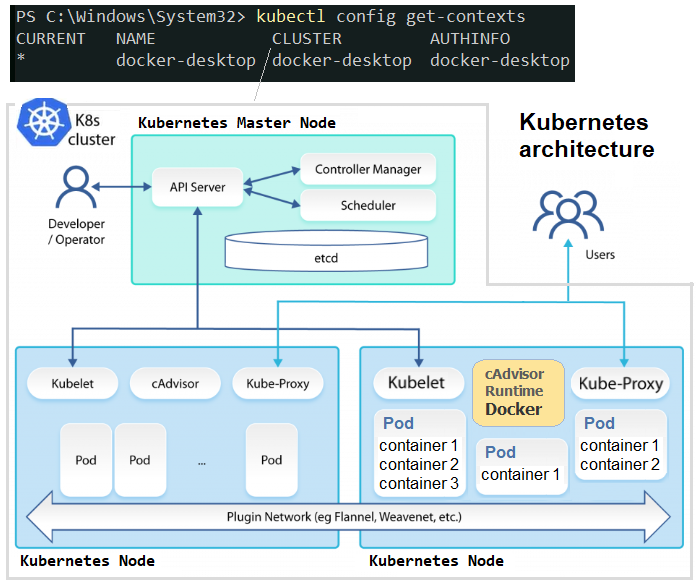 PS C:\Windows\System32> kubectl config get-contexts
CURRENT NAME CLUSTER AUTHINFO
* docker-desktop docker-desktop docker-desktop
K8s
cluster
Kubernetes Master Node
Kubernetes
architecture
API Server
Controller Manager
Scheduler
etcd
Developer
/ Operator
Users
Kubelet
cAdvisor
Kube-Proxy
Pod
Pod
...
Pod
Kubelet
cAdvisor
Runtime
Docker
Kube-Proxy
Pod
container 1
container 2
container 3
Pod
container 1
Pod
container 1
container 2
Plugin Network (eg Flannel, Weavenet, etc.)
Kubernetes Node
Kubernetes Node